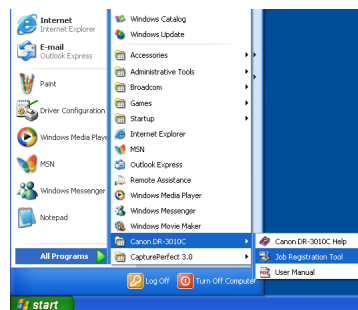 Internet
Internet Explorer
E-mail
Outlook Express
Paint
Driver Configuration
Windows Media Playe
MSN
Windows Messenger
Notepad
All Programs
Windows Catalog
Windows Update
Accessories
Administrative Tools
Broadcom
Games
Startup
Internet Explorer
MSN
Outlook Express
Remote Assistance
Windows Media Player
Windows Messenger
Windows Movie Maker
Canon DR-3010C
CapturePerfect 3.0
Canon DR-3010C Help
Job Registration Tool
User Manual
Log Off
Turn Off Computer
start